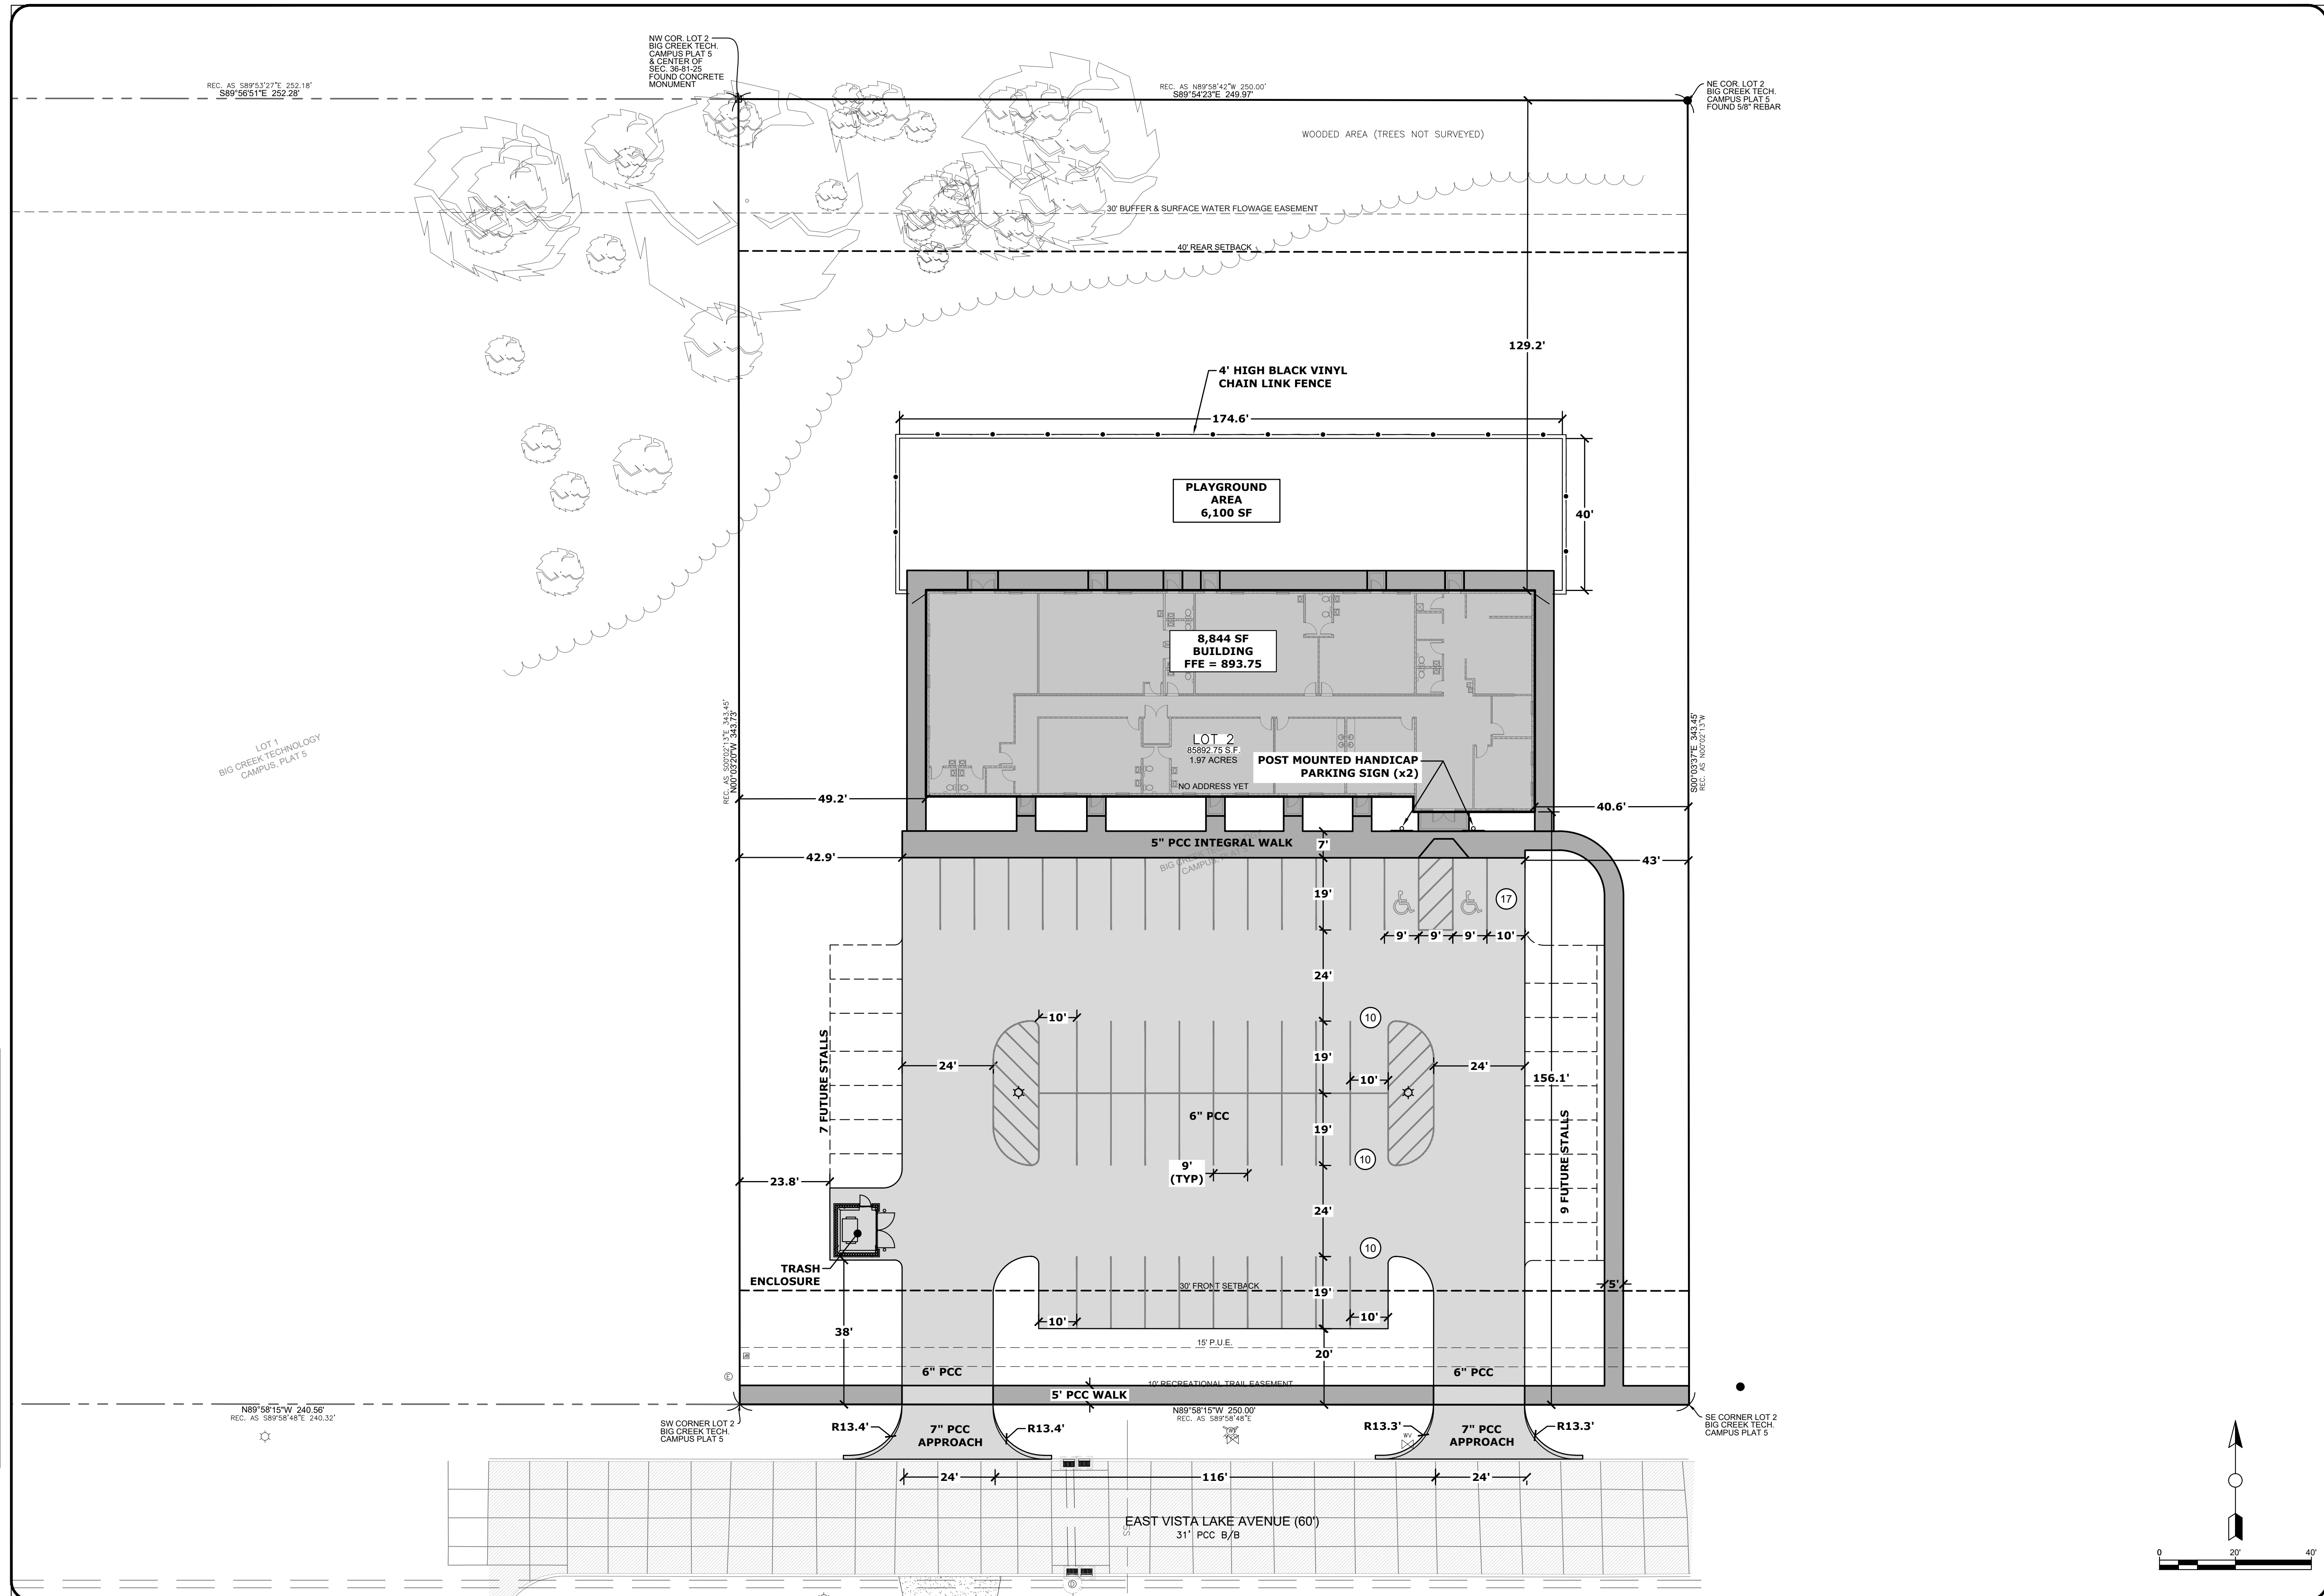 NW COR. LOT 2
BIG CREEK TECH.
CAMPUS PLAT 5
& CENTER OF
SEC. 36-81-25
FOUND CONCRETE
MONUMENT
REC. AS S89°53'27"E 252.18'
S89°56'51"E 252.28'
REC. AS N89°58'42"W 250.00'
S89°54'23"E 249.97'
NE COR. LOT 2
BIG CREEK TECH.
CAMPUS PLAT 5
FOUND 5/8" REBAR
WOODED AREA (TREES NOT SURVEYED)
30' BUFFER & SURFACE WATER FLOWAGE EASEMENT
40' REAR SETBACK
129.2'
4' HIGH BLACK VINYL
CHAIN LINK FENCE
174.6'
PLAYGROUND
AREA
6,100 SF
40'
8,844 SF
BUILDING
FFE = 893.75
LOT 1
BIG CREEK TECHNOLOGY
CAMPUS, PLAT 5
REC. AS S00°02'13"E 343.45'
N00°03'20"W 343.73'
S00°03'37"E 343.45'
REC. AS N00°02'13"W
LOT 2
85892.75 S.F.
1.97 ACRES
NO ADDRESS YET
POST MOUNTED HANDICAP
PARKING SIGN (x2)
49.2'
40.6'
5" PCC INTEGRAL WALK
7'
BIG CREEK
CAMPUS
42.9'
43'
19'
17
9'
9'
9'
10'
24'
10'
10
7 FUTURE STALLS
24'
19'
10'
24'
156.1'
6" PCC
19'
10
9'
(TYP)
9 FUTURE STALLS
23.8'
24'
10
TRASH
ENCLOSURE
30' FRONT SETBACK
19'
5'
10'
10'
38'
15' P.U.E.
20'
6" PCC
6" PCC
10' RECREATIONAL TRAIL EASEMENT
5' PCC WALK
E
N89°58'15"W 240.56'
REC. AS S89°58'48"E 240.32'
SW CORNER LOT 2
BIG CREEK TECH.
CAMPUS PLAT 5
N89°58'15"W 250.00'
REC. AS S89°58'48"E
SE CORNER LOT 2
BIG CREEK TECH.
CAMPUS PLAT 5
R13.4'
7" PCC
APPROACH
R13.4'
R13.3'
WV
7" PCC
APPROACH
R13.3'
24'
116'
24'
EAST VISTA LAKE AVENUE (60')
31' PCC B/B
SS
D
0
20'
40'